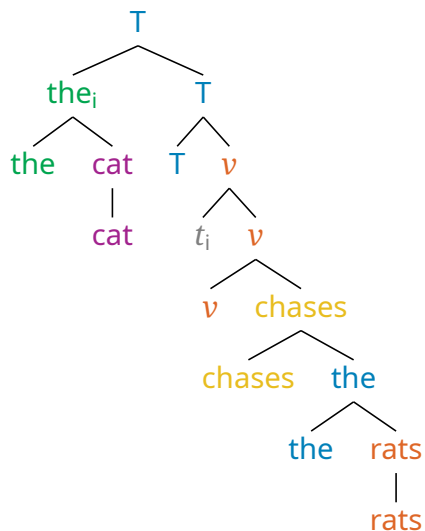 T
theᵢ T
the cat T v
cat tᵢ v
v chases
chases the
the rats
rats